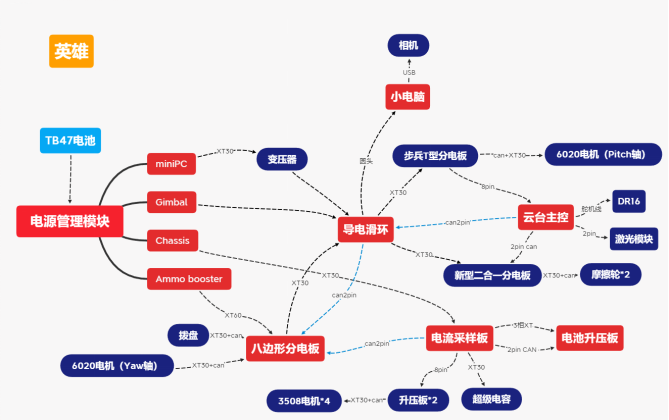 英雄
相机
USB
小电脑
TB47电池
圆头
miniPC
XT30
变压器
步兵T型分电板
can+XT30
6020电机（Pitch轴）
XT30
8pin
Gimbal
电源管理模块
导电滑环
can2pin
云台主控
舵机线
DR16
2pin
激光模块
Chassis
XT30
2pin can
Ammo booster
XT30
XT30
can2pin
新型二合一分电板
XT30+can
摩擦轮*2
XT60
拨盘
XT30+can
八边形分电板
can2pin
电流采样板
3组XT
2pin CAN
电池升压板
6020电机（Yaw轴）
XT30+can
8pin
XT30
3508电机*4
XT30+can
升压板*2
超级电容